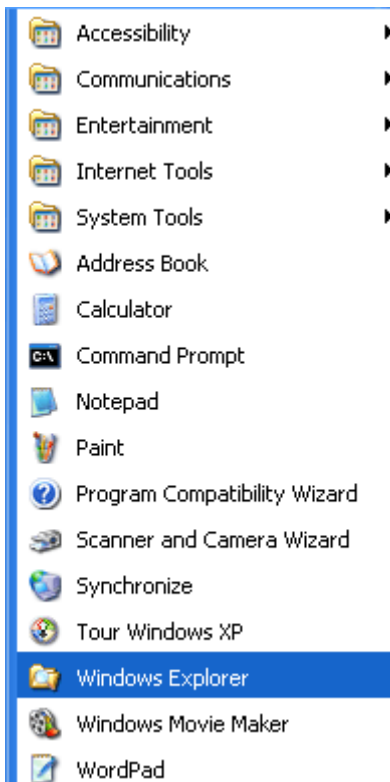 Accessibility
Communications
Entertainment
Internet Tools
System Tools
Address Book
Calculator
C:\ Command Prompt
Notepad
Paint
Program Compatibility Wizard
Scanner and Camera Wizard
Synchronize
Tour Windows XP
Windows Explorer
Windows Movie Maker
WordPad